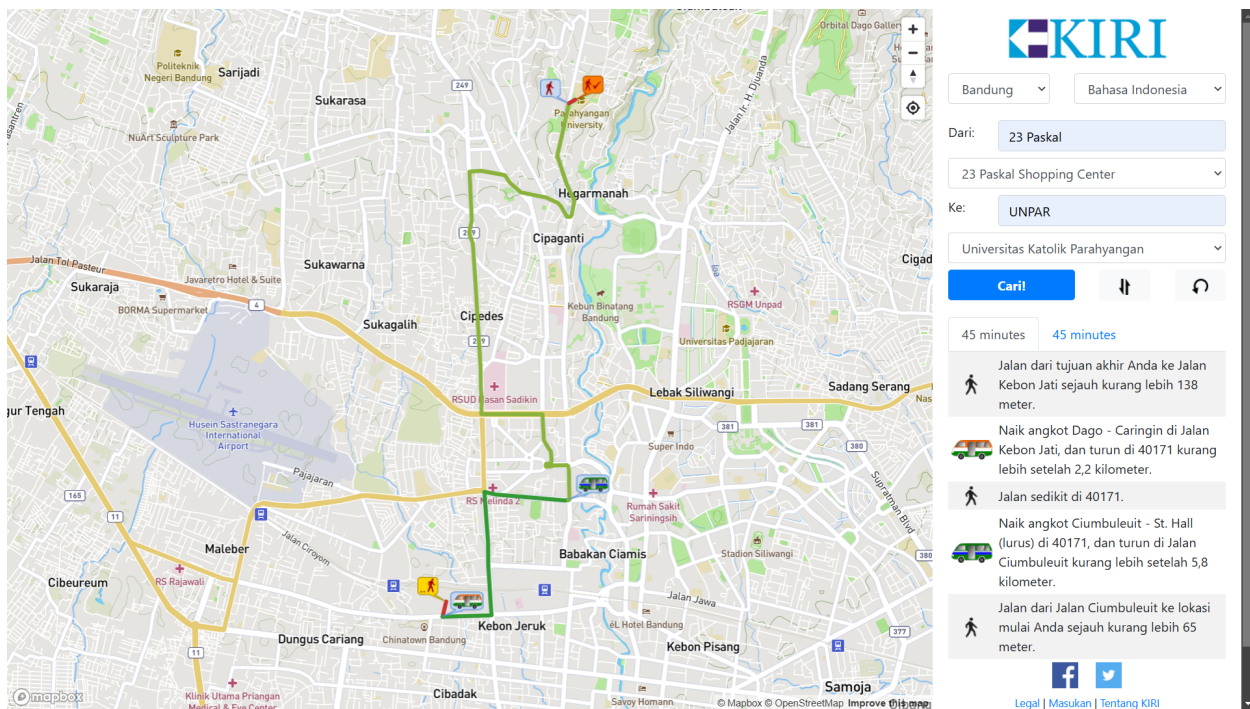 Orbital Dago Gallery
Politeknik
Negeri Bandung
Sarijadi
249
Sukarasa
Parahyangan
University
NuArt Sculpture Park
Jalan Ir. H. Djuanda
Hegarmanah
Cipaganti
Jalan Tol Pasteur
Sukawarna
Javaretro Hotel & Suite
Sukaraja
4
BORMA Supermarket
Sukagalih
Cipedes
Kebun Binatang
Bandung
RSGM Unpad
Universitas Padjajaran
RSUD Hasan Sadikin
Lebak Siliwangi
Sadang Serang
Husein Sastranegara
International
Airport
381
381
380
Super Indo
Pajajaran
165
11
RS Melinda 2
Rumah Sakit
Sariningsih
Supratman Blvd
Jalan Ciroyom
Maleber
Babakan Ciamis
Stadion Siliwangi
380
Cibeureum
RS Rajawali
Jalan Jawa
Kebon Jeruk
éL Hotel Bandung
Dungus Cariang
Chinatown Bandung
377
Kebon Pisang
11
Klinik Utama Priangan
Medical & Eye Center
Cibadak
Savoy Homann
Samoja
mapbox
© Mapbox © OpenStreetMap Improve this map
KIRI
Bandung
Bahasa Indonesia
Dari:
23 Paskal
23 Paskal Shopping Center
Ke:
UNPAR
Universitas Katolik Parahyangan
Cari!
45 minutes
45 minutes
Jalan dari tujuan akhir Anda ke Jalan
Kebon Jati sejauh kurang lebih 138
meter.
Naik angkot Dago - Caringin di Jalan
Kebon Jati, dan turun di 40171 kurang
lebih setelah 2,2 kilometer.
Jalan sedikit di 40171.
Naik angkot Ciumbuleuit - St. Hall
(lurus) di 40171, dan turun di Jalan
Ciumbuleuit kurang lebih setelah 5,8
kilometer.
Jalan dari Jalan Ciumbuleuit ke lokasi
mulai Anda sejauh kurang lebih 65
meter.
Legal | Masukan | Tentang KIRI